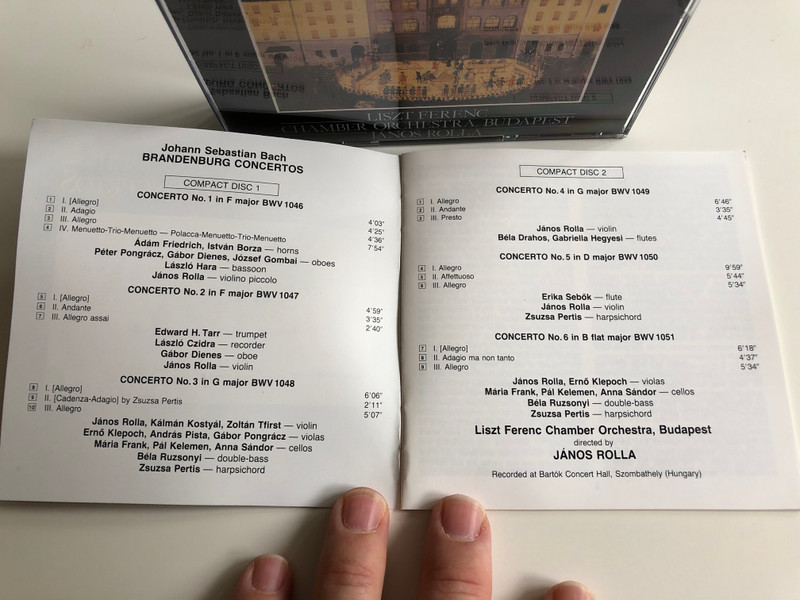 LISZT FERENC
CHAMBER ORCHESTRA, BUDAPEST
JÁNOS ROLLA
Johann Sebastian Bach
BRANDENBURG CONCERTOS
COMPACT DISC 1
CONCERTO No. 1 in F major BWV 1046
1 I. [Allegro] 4'03"
2 II. Adagio 4'25"
3 III. Allegro 4'36"
4 IV. Menuetto-Trio-Menuetto — Polacca-Menuetto-Trio-Menuetto 7'54"
Ádám Friedrich, István Borza — horns
Péter Pongrácz, Gábor Dienes, József Gombai — oboes
László Hara — bassoon
János Rolla — violino piccolo
CONCERTO No. 2 in F major BWV 1047
5 I. [Allegro] 4'59"
6 II. Andante 3'35"
7 III. Allegro assai 2'40"
Edward H. Tarr — trumpet
László Czidra — recorder
Gábor Dienes — oboe
János Rolla — violin
CONCERTO No. 3 in G major BWV 1048
8 I. [Allegro] 6'06"
9 II. [Cadenza-Adagio] by Zsuzsa Pertis 2'11"
10 III. Allegro 5'07"
János Rolla, Kálmán Kostyál, Zoltán Tfirst — violin
Ernő Klepoch, András Pista, Gábor Pongrácz — violas
Mária Frank, Pál Kelemen, Anna Sándor — cellos
Béla Ruzsonyi — double-bass
Zsuzsa Pertis — harpsichord
COMPACT DISC 2
CONCERTO No. 4 in G major BWV 1049
1 I. Allegro 6'46"
2 II. Andante 3'35"
3 III. Presto 4'45"
János Rolla — violin
Béla Drahos, Gabriella Hegyesi — flutes
CONCERTO No. 5 in D major BWV 1050
4 I. Allegro 9'59"
5 II. Affettuoso 5'44"
6 III. Allegro 5'34"
Erika Sebők — flute
János Rolla — violin
Zsuzsa Pertis — harpsichord
CONCERTO No. 6 in B flat major BWV 1051
7 I. [Allegro] 6'18"
8 II. Adagio ma non tanto 4'37"
9 III. Allegro 5'34"
János Rolla, Ernő Klepoch — violas
Mária Frank, Pál Kelemen, Anna Sándor — cellos
Béla Ruzsonyi — double-bass
Zsuzsa Pertis — harpsichord
Liszt Ferenc Chamber Orchestra, Budapest
directed by
JÁNOS ROLLA
Recorded at Bartók Concert Hall, Szombathely (Hungary)